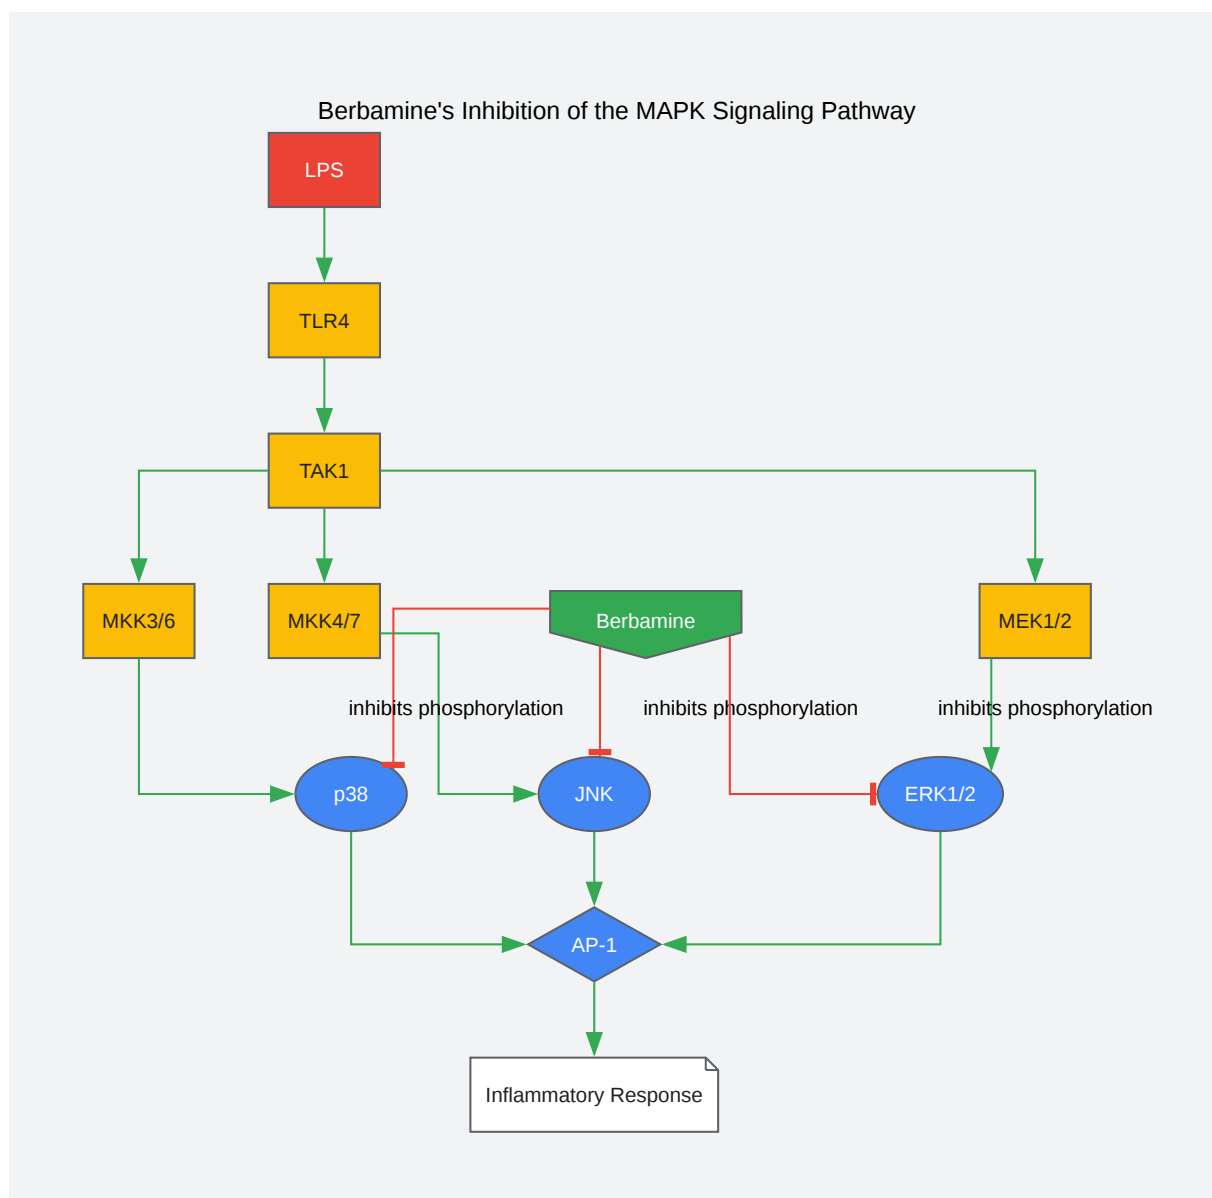 Berbamine's Inhibition of the MAPK Signaling Pathway
LPS
TLR4
TAK1
MKK3/6
MKK4/7
Berbamine
MEK1/2
inhibits phosphorylation
inhibits phosphorylation
inhibits phosphorylation
p38
JNK
ERK1/2
AP-1
Inflammatory Response